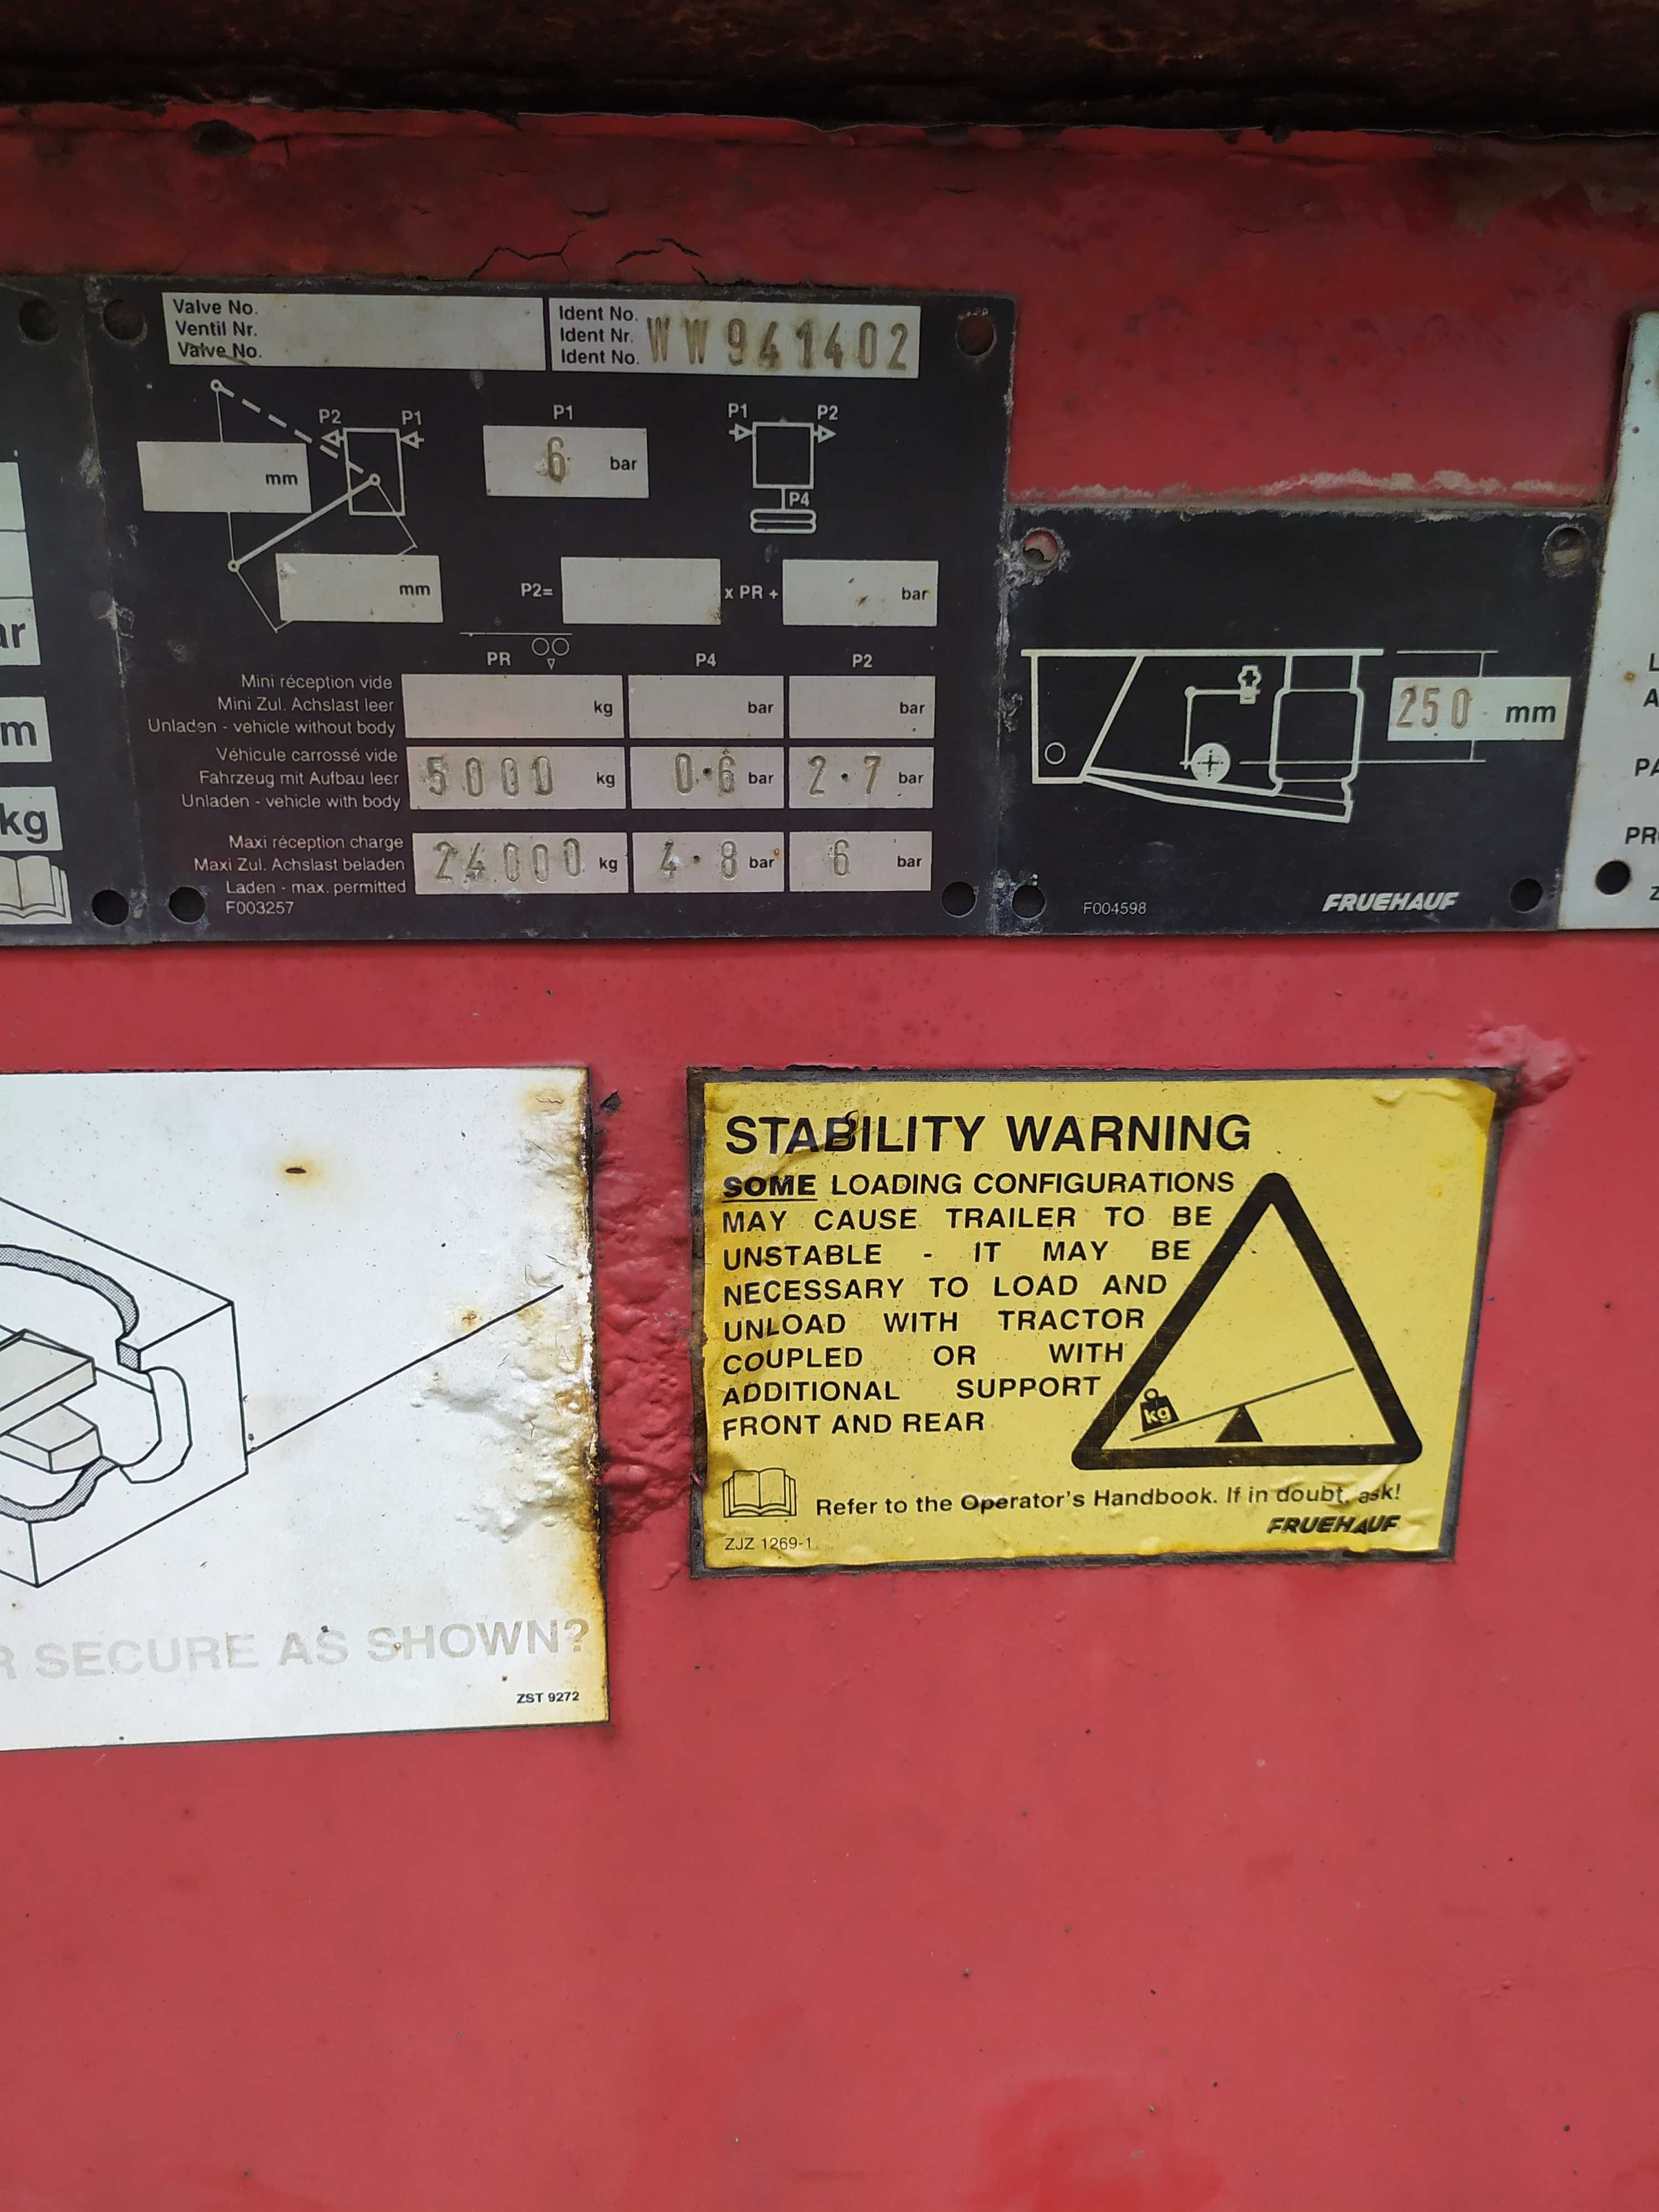 Valve No.
Ventil Nr.
Valve No.
Ident No.
Ident Nr.
Ident No.
WW941402
P2 P1
mm
P1
6 bar
P1 P2
P4
mm
P2= x PR + bar
PR P4 P2
Mini réception vide
Mini Zul. Achslast leer
Unladen - vehicle without body
kg bar bar
Véhicule carrossé vide
Fahrzeug mit Aufbau leer
Unladen - vehicle with body
5000 kg 0.6 bar 2.7 bar
Maxi réception charge
Maxi Zul. Achslast beladen
Laden - max. permitted
24000 kg 4.8 bar 6 bar
F003257
250 mm
F004598 FRUEHAUF
kg
SECURE AS SHOWN?
ZST 9272
STABILITY WARNING
SOME LOADING CONFIGURATIONS
MAY CAUSE TRAILER TO BE
UNSTABLE - IT MAY BE
NECESSARY TO LOAD AND
UNLOAD WITH TRACTOR
COUPLED OR WITH
ADDITIONAL SUPPORT
FRONT AND REAR
kg
Refer to the Operator's Handbook. If in doubt, ask!
FRUEHAUF
ZJZ 1269-1